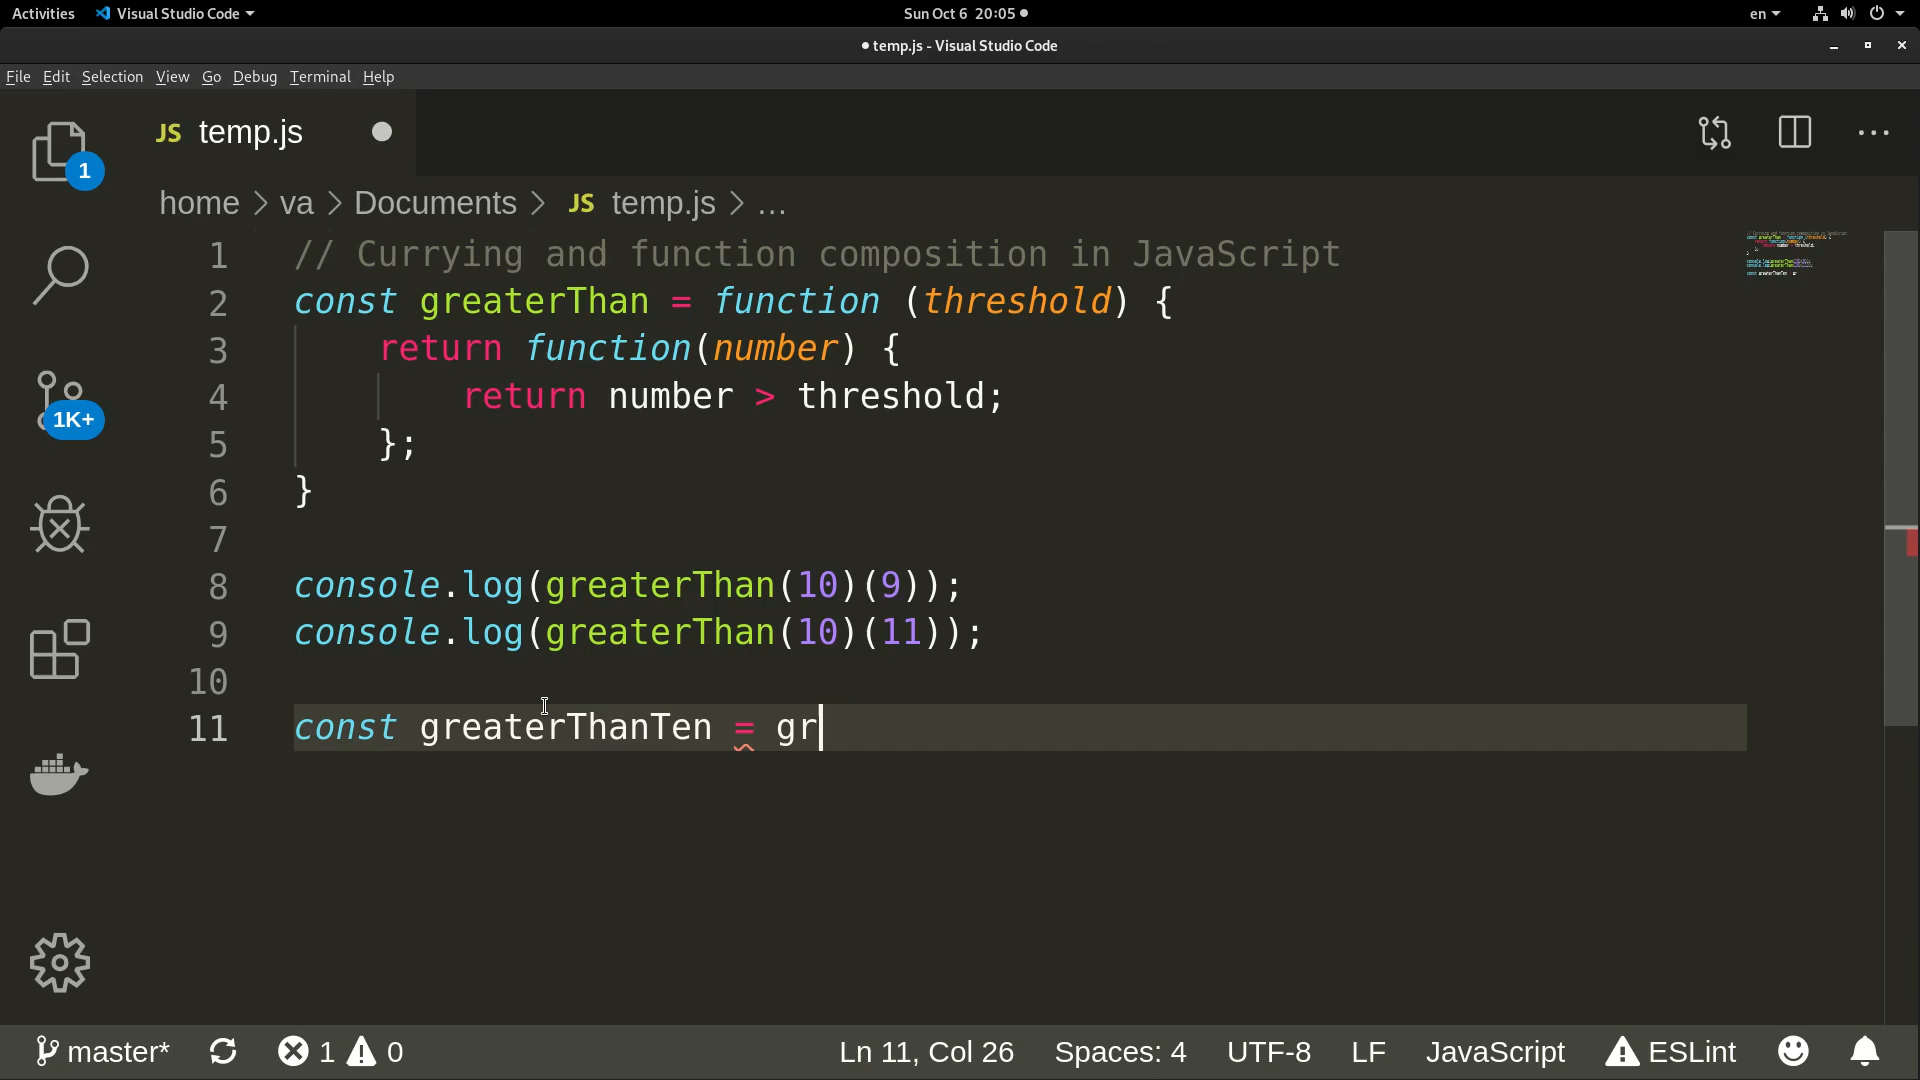 Activities Visual Studio Code Sun Oct 6 20:05 en
temp.js - Visual Studio Code
File Edit Selection View Go Debug Terminal Help
JS temp.js
1
home > va > Documents > JS temp.js > ...
1 // Currying and function composition in JavaScript
2 const greaterThan = function (threshold) {
3 return function(number) {
4 return number > threshold;
1K+
5 };
6 }
7
8 console.log(greaterThan(10)(9));
9 console.log(greaterThan(10)(11));
10
11 const greaterThanTen = gr
master* 1 0 Ln 11, Col 26 Spaces: 4 UTF-8 LF JavaScript ESLint